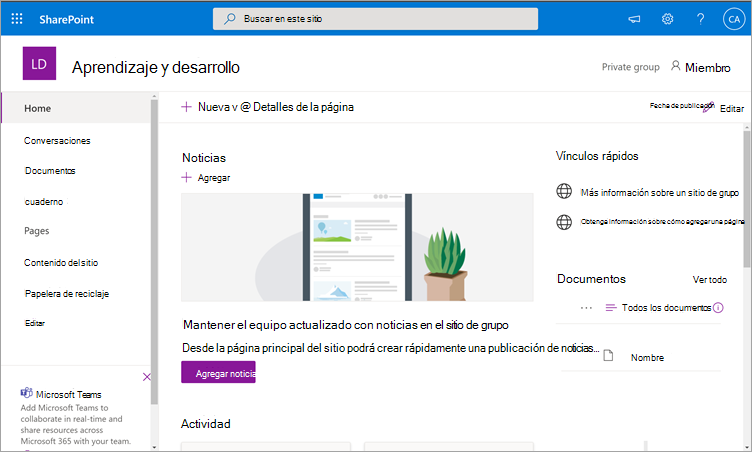 SharePoint
Buscar en este sitio
?
CA
LD
Aprendizaje y desarrollo
Private group
Miembro
Home
Conversaciones
Documentos
cuaderno
Pages
Contenido del sitio
Papelera de reciclaje
Editar
Microsoft Teams
Add Microsoft Teams to
collaborate in real-time and
share resources across
Microsoft 365 with your team.
+ Nueva v @ Detalles de la página
Fecha de publicación
Editar
Noticias
+ Agregar
Mantener el equipo actualizado con noticias en el sitio de grupo
Desde la página principal del sitio podrá crear rápidamente una publicación de noticias...
Agregar noticia
Actividad
Vínculos rápidos
Más información sobre un sitio de grupo
Obtenga información sobre cómo agregar una página
Documentos
Ver todo
... Todos los documentos
Nombre